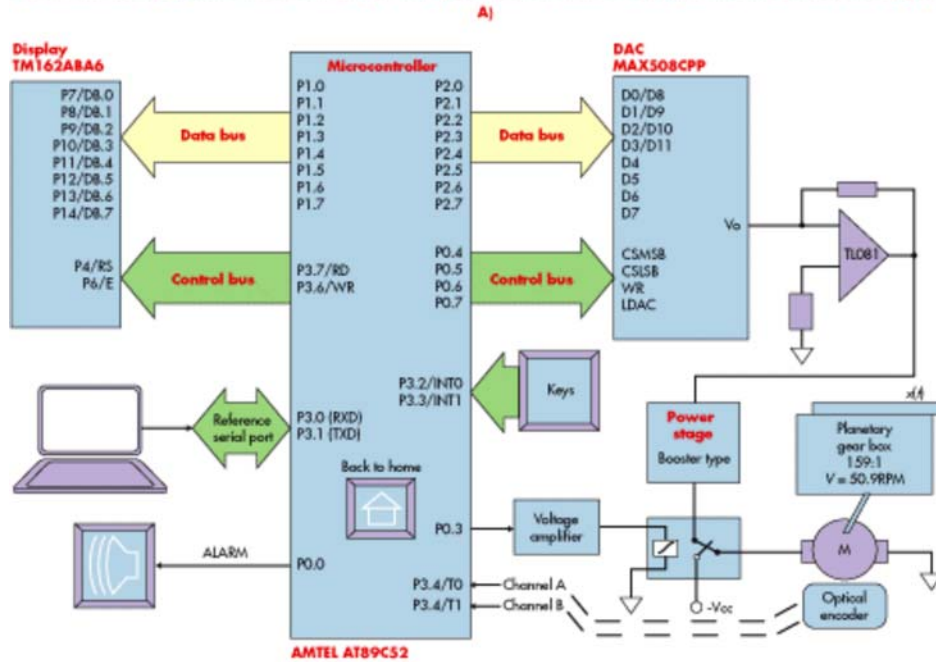 A)
Display
TM162ABA6
P7/DB.0
P8/DB.1
P9/DB.2
P10/DB.3
P11/DB.4
P12/DB.5
P13/DB.6
P14/DB.7
P4/RS
P6/E
Data bus
Control bus
Microcontroller
P1.0
P1.1
P1.2
P1.3
P1.4
P1.5
P1.6
P1.7
P3.7/RD
P3.6/WR
P3.0 (RXD)
P3.1 (TXD)
P0.0
P2.0
P2.1
P2.2
P2.3
P2.4
P2.5
P2.6
P2.7
P0.4
P0.5
P0.6
P0.7
P3.2/INT0
P3.3/INT1
P0.3
P3.4/T0
P3.4/T1
Back to home
AMTEL AT89C52
Data bus
Control bus
DAC
MAX508CPP
D0/D8
D1/D9
D2/D10
D3/D11
D4
D5
D6
D7
CSMSB
CSLSB
WR
LDAC
Vo
TL081
Keys
Reference
serial port
ALARM
Power
stage
Booster type
x(t)
Planetary
gear box
159:1
V = 50.9RPM
Voltage
amplifier
M
Channel A
Channel B
-Vcc
Optical
encoder